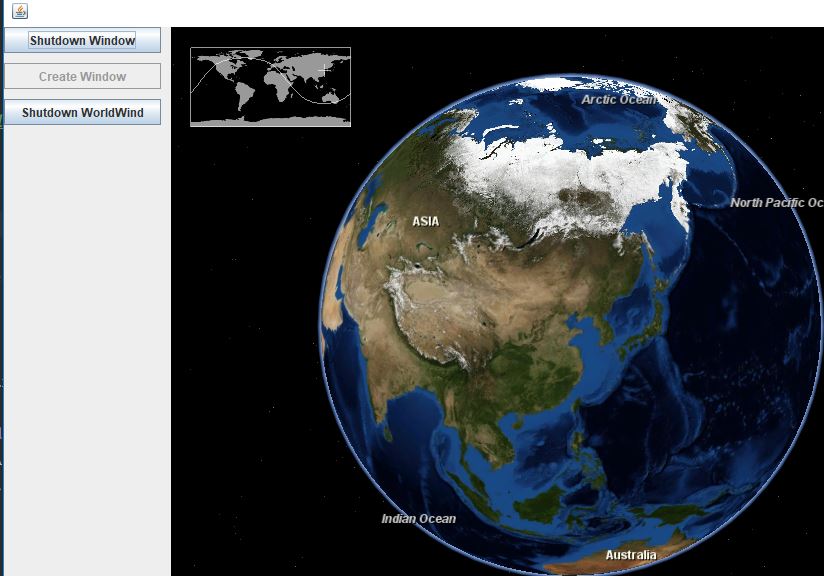 Shutdown Window
Create Window
Shutdown WorldWind
Arctic Ocean
North Pacific Oc
ASIA
Indian Ocean
Australia